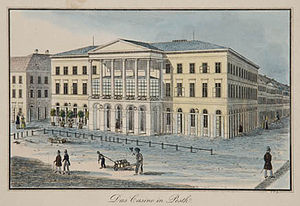 Das Casino in Pesth.